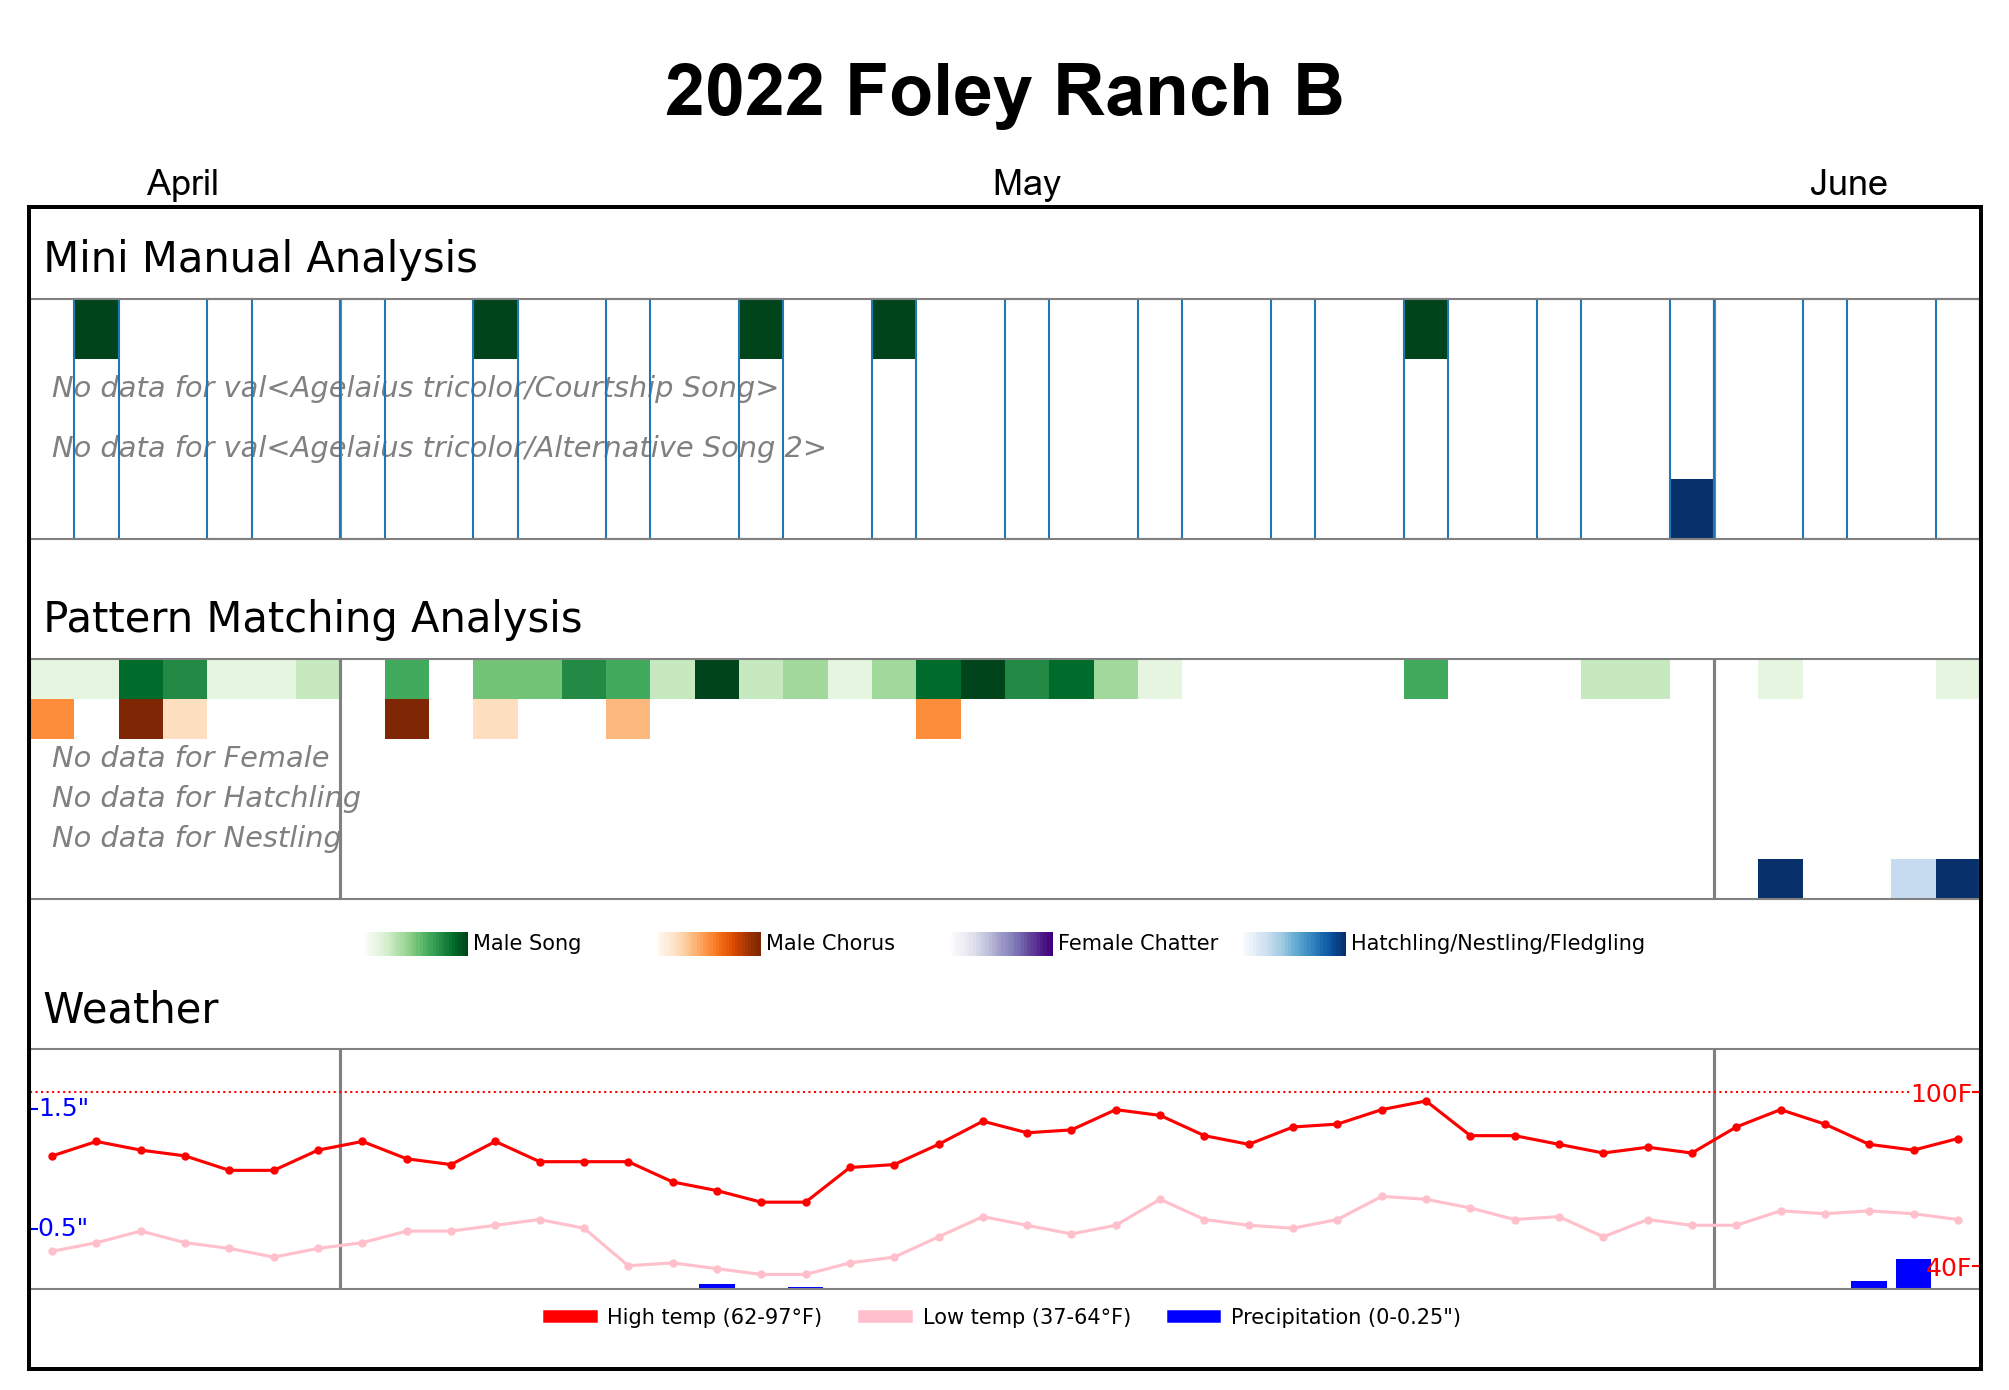 2022 Foley Ranch B
April May June
Mini Manual Analysis
No data for val<Agelaius tricolor/Courtship Song>
No data for val<Agelaius tricolor/Alternative Song 2>
Pattern Matching Analysis
No data for Female
No data for Hatchling
No data for Nestling
Male Song Male Chorus Female Chatter Hatchling/Nestling/Fledgling
Weather
100F
1.5"
0.5"
40F
High temp (62-97°F) Low temp (37-64°F) Precipitation (0-0.25")